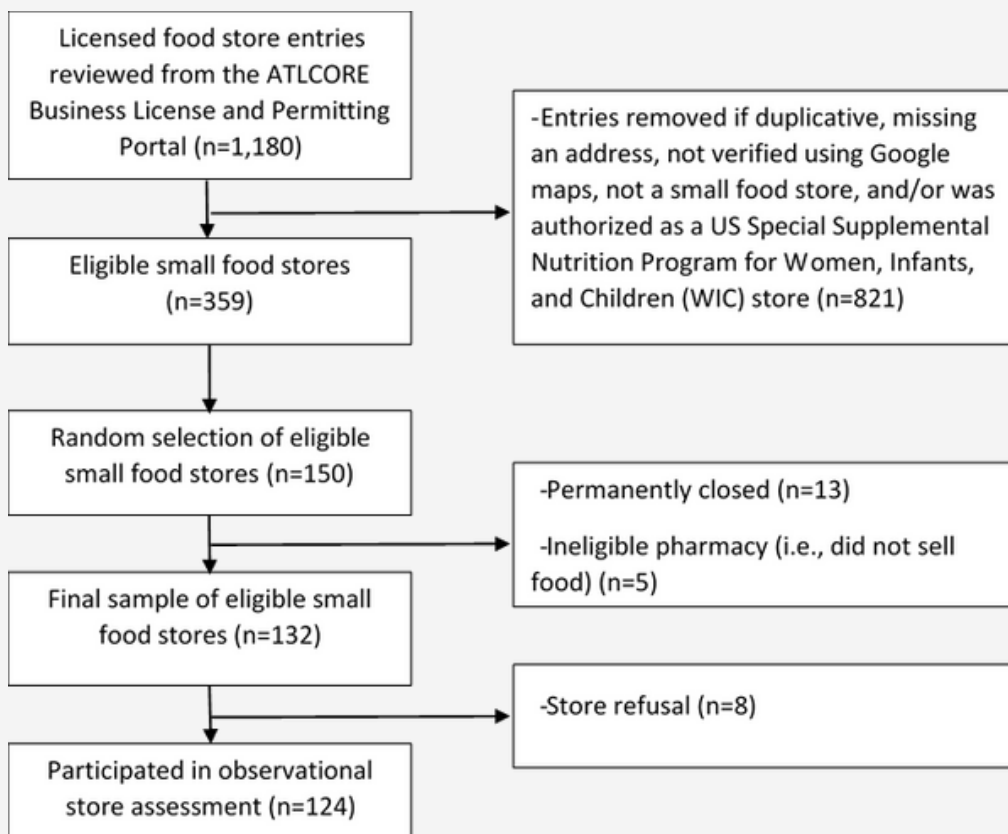 Licensed food store entries
reviewed from the ATLCORE
Business License and Permitting
Portal (n=1,180)
-Entries removed if duplicative, missing
an address, not verified using Google
maps, not a small food store, and/or was
authorized as a US Special Supplemental
Nutrition Program for Women, Infants,
and Children (WIC) store (n=821)
Eligible small food stores
(n=359)
Random selection of eligible
small food stores (n=150)
-Permanently closed (n=13)
-Ineligible pharmacy (i.e., did not sell
food) (n=5)
Final sample of eligible small
food stores (n=132)
-Store refusal (n=8)
Participated in observational
store assessment (n=124)